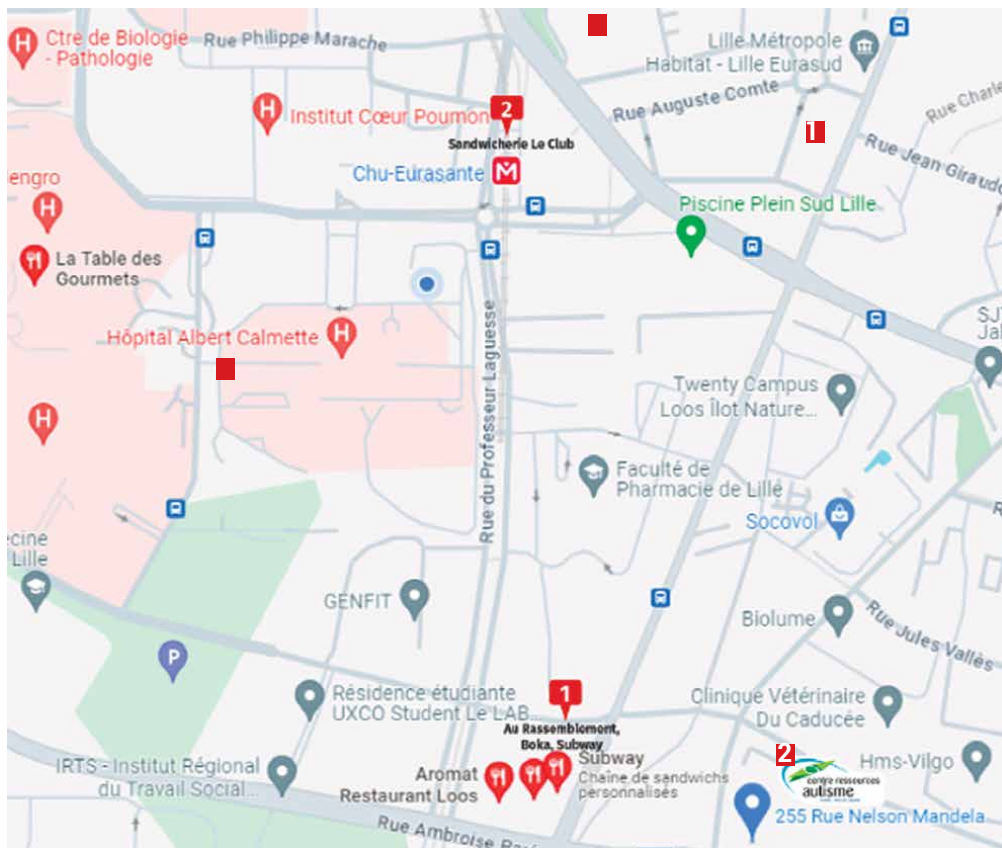 Ctre de Biologie
- Pathologie
Rue Philippe Marache
Lille Métropole
Habitat - Lille Eurasud
Institut Cœur Poumon
2
Sandwicherie Le Club
Rue Auguste Comte
Rue Charle
1
Rue Jean Giraud
Chu-Eurasante
engro
Piscine Plein Sud Lille
La Table des
Gourmets
Hôpital Albert Calmette
Rue du Professeur Laguesse
Twenty Campus
Loos Îlot Nature...
Faculté de
Pharmacie de Lille
Socovol
ecine
Lille
GENFIT
Biolume
Rue Jules Vallès
P
Résidence étudiante
UXCO Student Le LAB
1
Au Rassemblement,
Boka, Subway
Clinique Vétérinaire
Du Caducée
IRTS - Institut Régional
du Travail Social...
Aromat
Restaurant Loos
Subway
Chaîne de sandwichs
personnalisés
2
centre ressources
autisme
Hms-Vilgo
255 Rue Nelson Mandela
Rue Ambroise